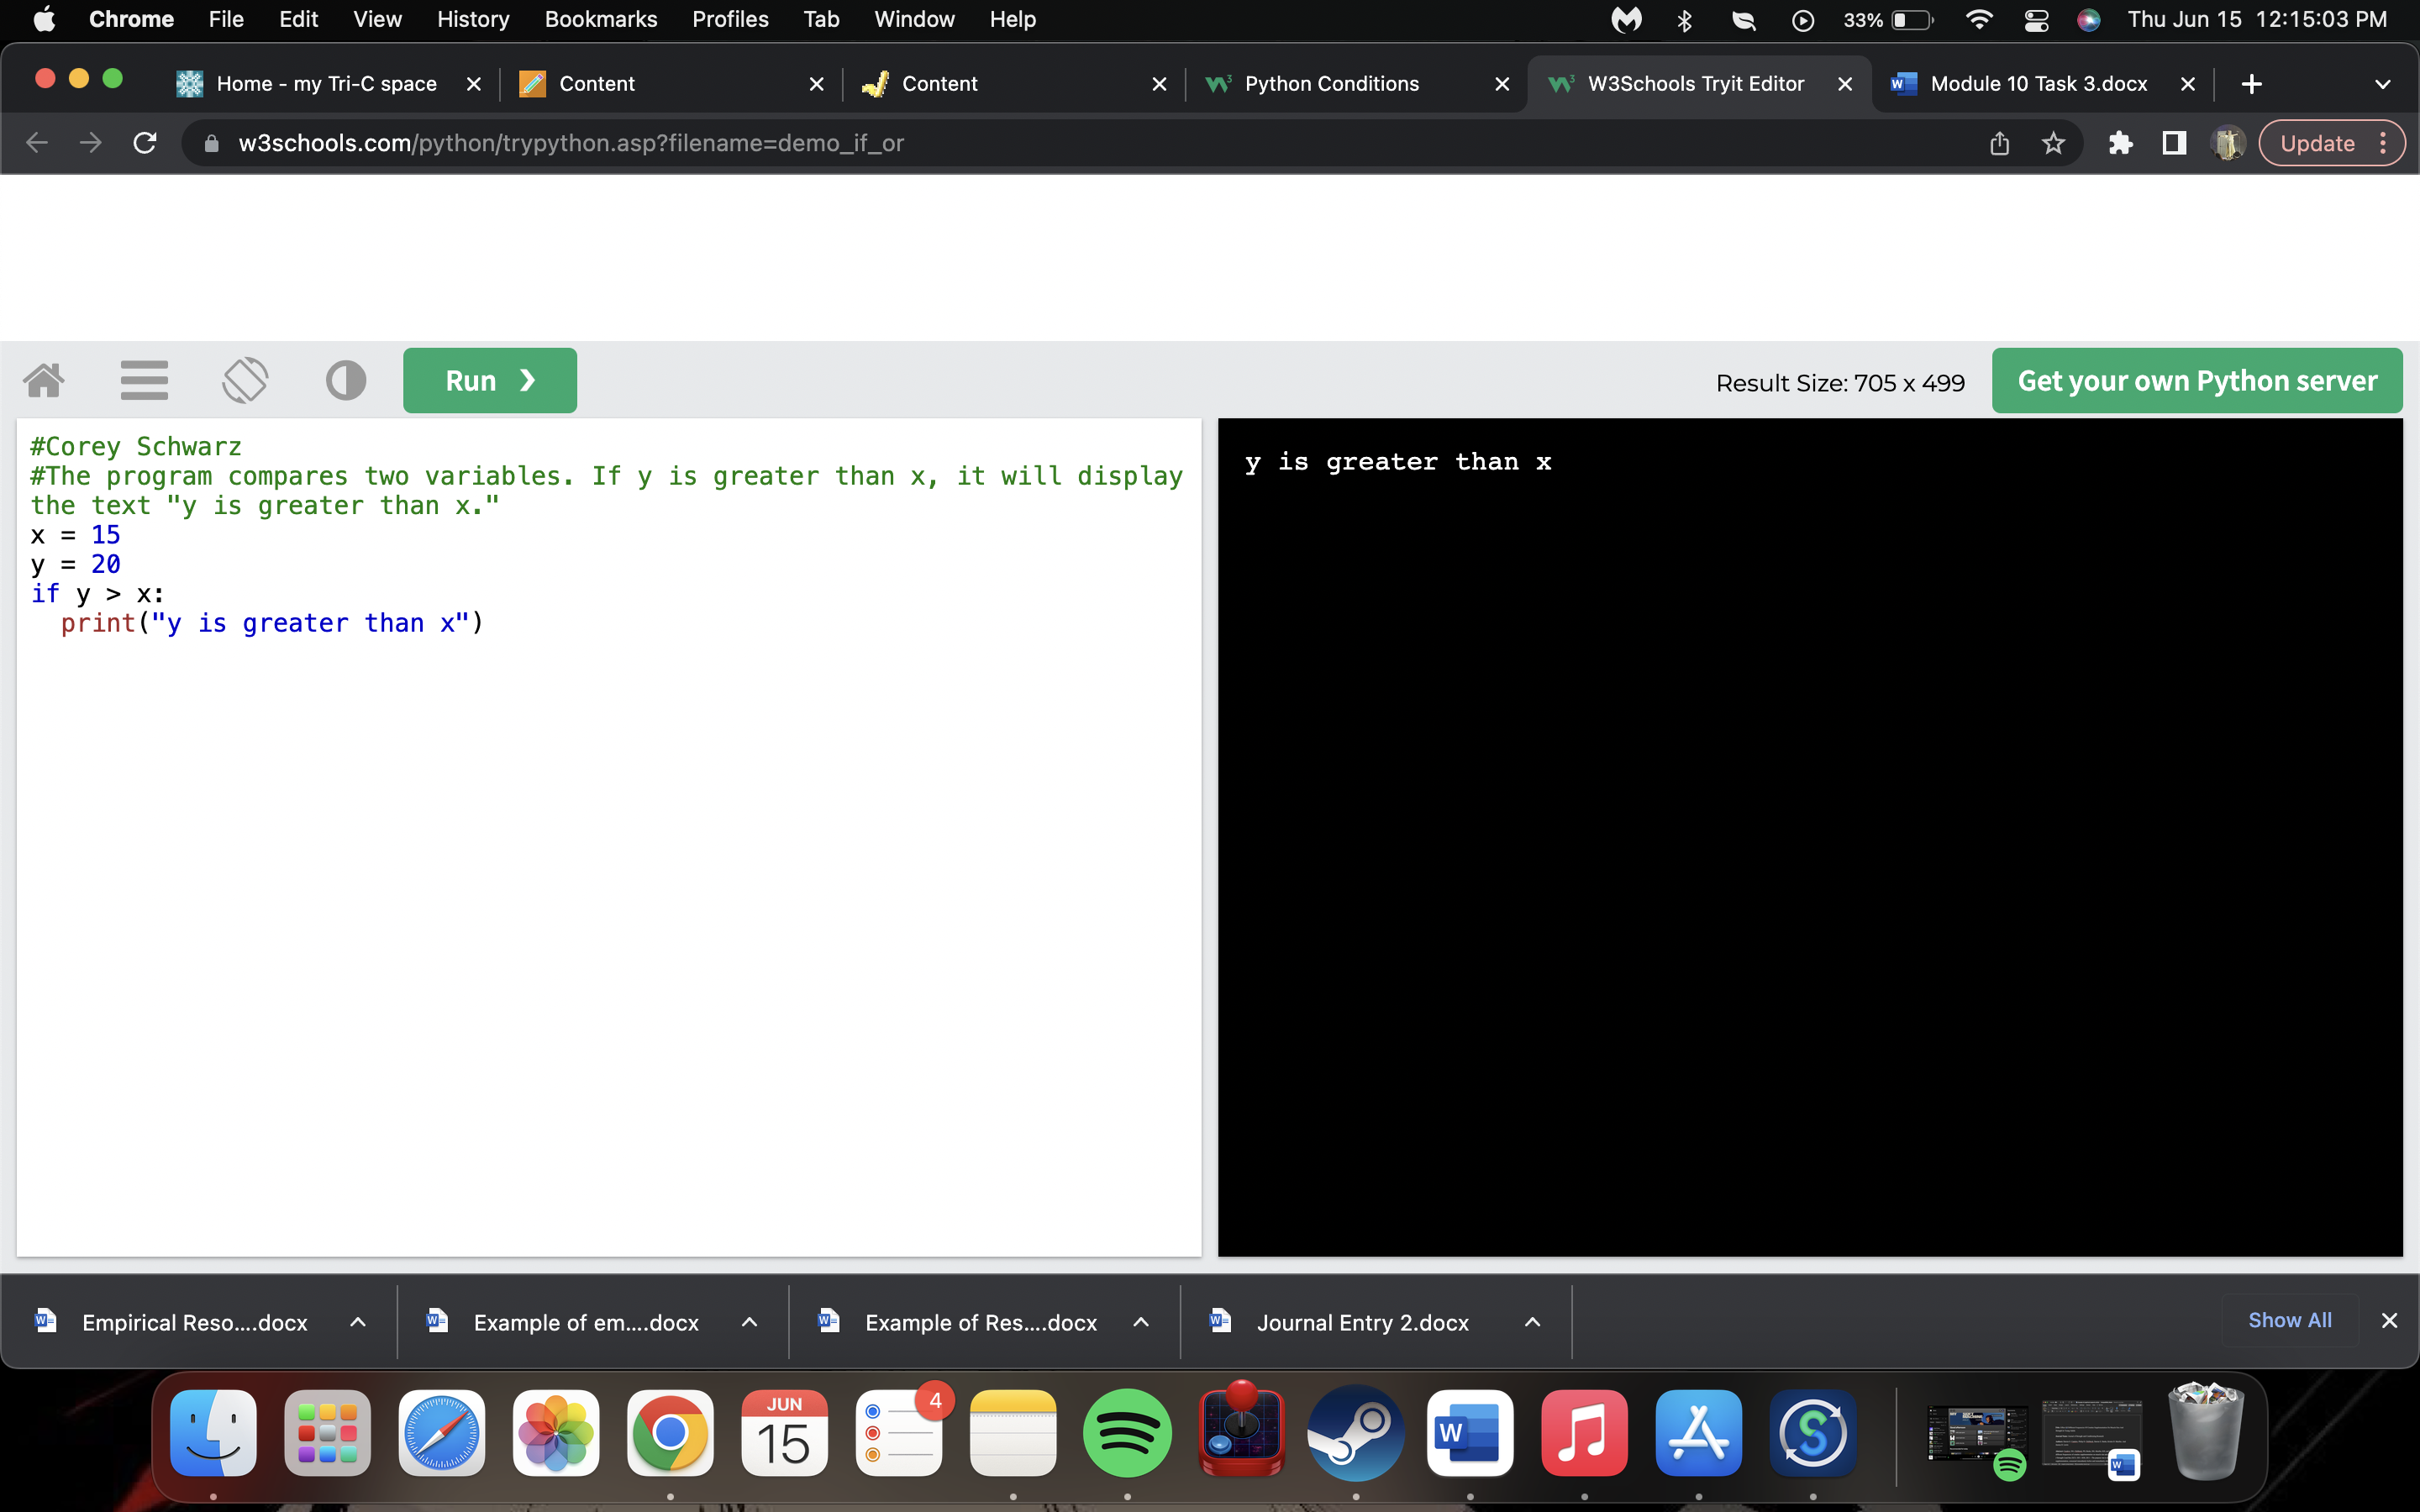 Chrome File Edit View History Bookmarks Profiles Tab Window Help 33% Thu Jun 15 12:15:03 PM
Home - my Tri-C space Content Content Python Conditions W3Schools Tryit Editor Module 10 Task 3.docx
w3schools.com/python/trypython.asp?filename=demo_if_or Update
Run ❯ Result Size: 705 x 499 Get your own Python server
#Corey Schwarz
#The program compares two variables. If y is greater than x, it will display
the text "y is greater than x."
x = 15
y = 20
if y > x:
  print("y is greater than x")
y is greater than x
Empirical Reso....docx Example of em....docx Example of Res....docx Journal Entry 2.docx Show All
JUN 4
15